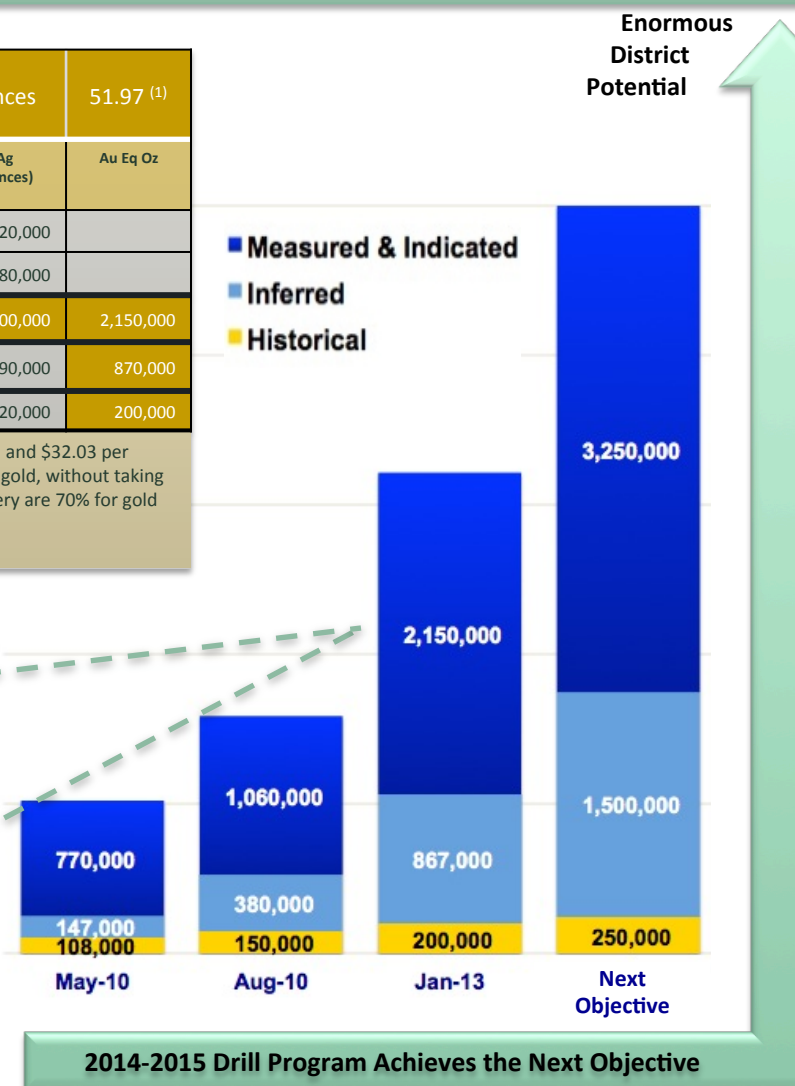 Enormous
District
Potential
51.97 (1)
Au Eq Oz
20,000
80,000
00,000 2,150,000
90,000 870,000
20,000 200,000
and $32.03 per
gold, without taking
are 70% for gold
Measured & Indicated
Inferred
Historical
3,250,000
2,150,000
1,060,000
1,500,000
770,000
867,000
380,000
147,000
108,000
150,000
200,000
250,000
May-10
Aug-10
Jan-13
Next
Objective
2014-2015 Drill Program Achieves the Next Objective